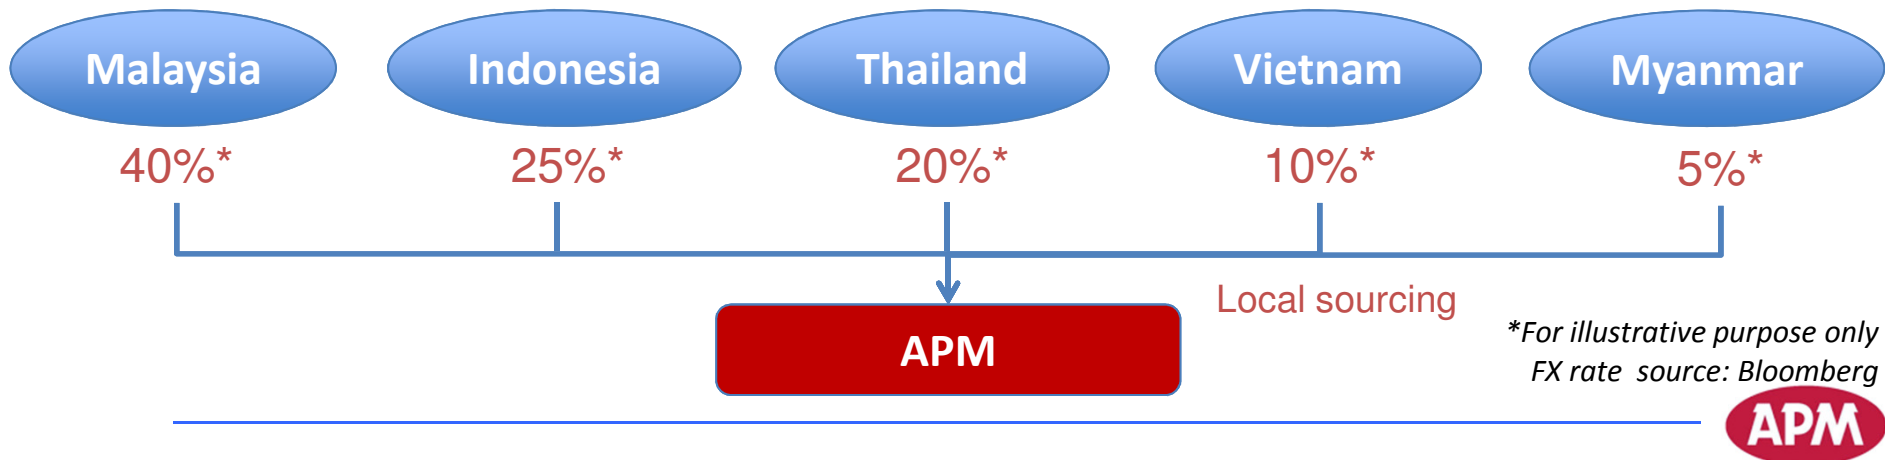 Malaysia
Indonesia
Thailand
Vietnam
Myanmar
40%*
25%*
20%*
10%*
5%*
Local sourcing
APM
*For illustrative purpose only
FX rate source: Bloomberg
APM